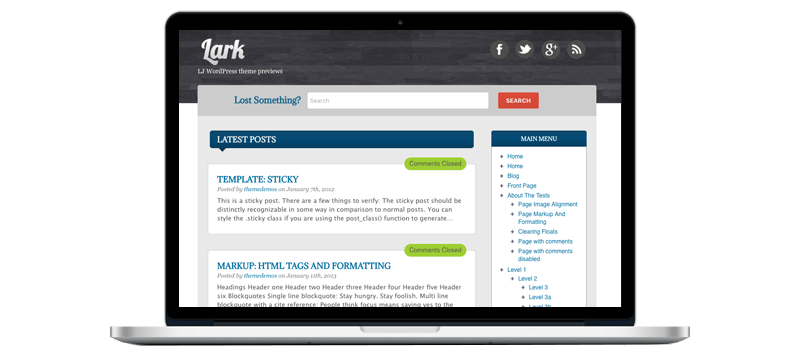 Lark
LJ WordPress theme previews
Lost Something?
Search
SEARCH
LATEST POSTS
Comments Closed
TEMPLATE: STICKY
Posted by themedemos on January 7th, 2012
This is a sticky post. There are a few things to verify: The sticky post should be
distinctly recognizable in some way in comparison to normal posts. You can
style the .sticky class if you are using the post_class() function to generate...
Comments Closed
MARKUP: HTML TAGS AND FORMATTING
Posted by themedemos on January 11th, 2013
Headings Header one Header two Header three Header four Header five Header
six Blockquotes Single line blockquote: Stay hungry. Stay foolish. Multi line
blockquote with a cite reference: People think focus means saying yes to the
MAIN MENU
Home
Home
Blog
Front Page
About The Tests
Page Image Alignment
Page Markup And
Formatting
Clearing Floats
Page with comments
Page with comments
disabled
Level 1
Level 2
Level 3
Level 3a